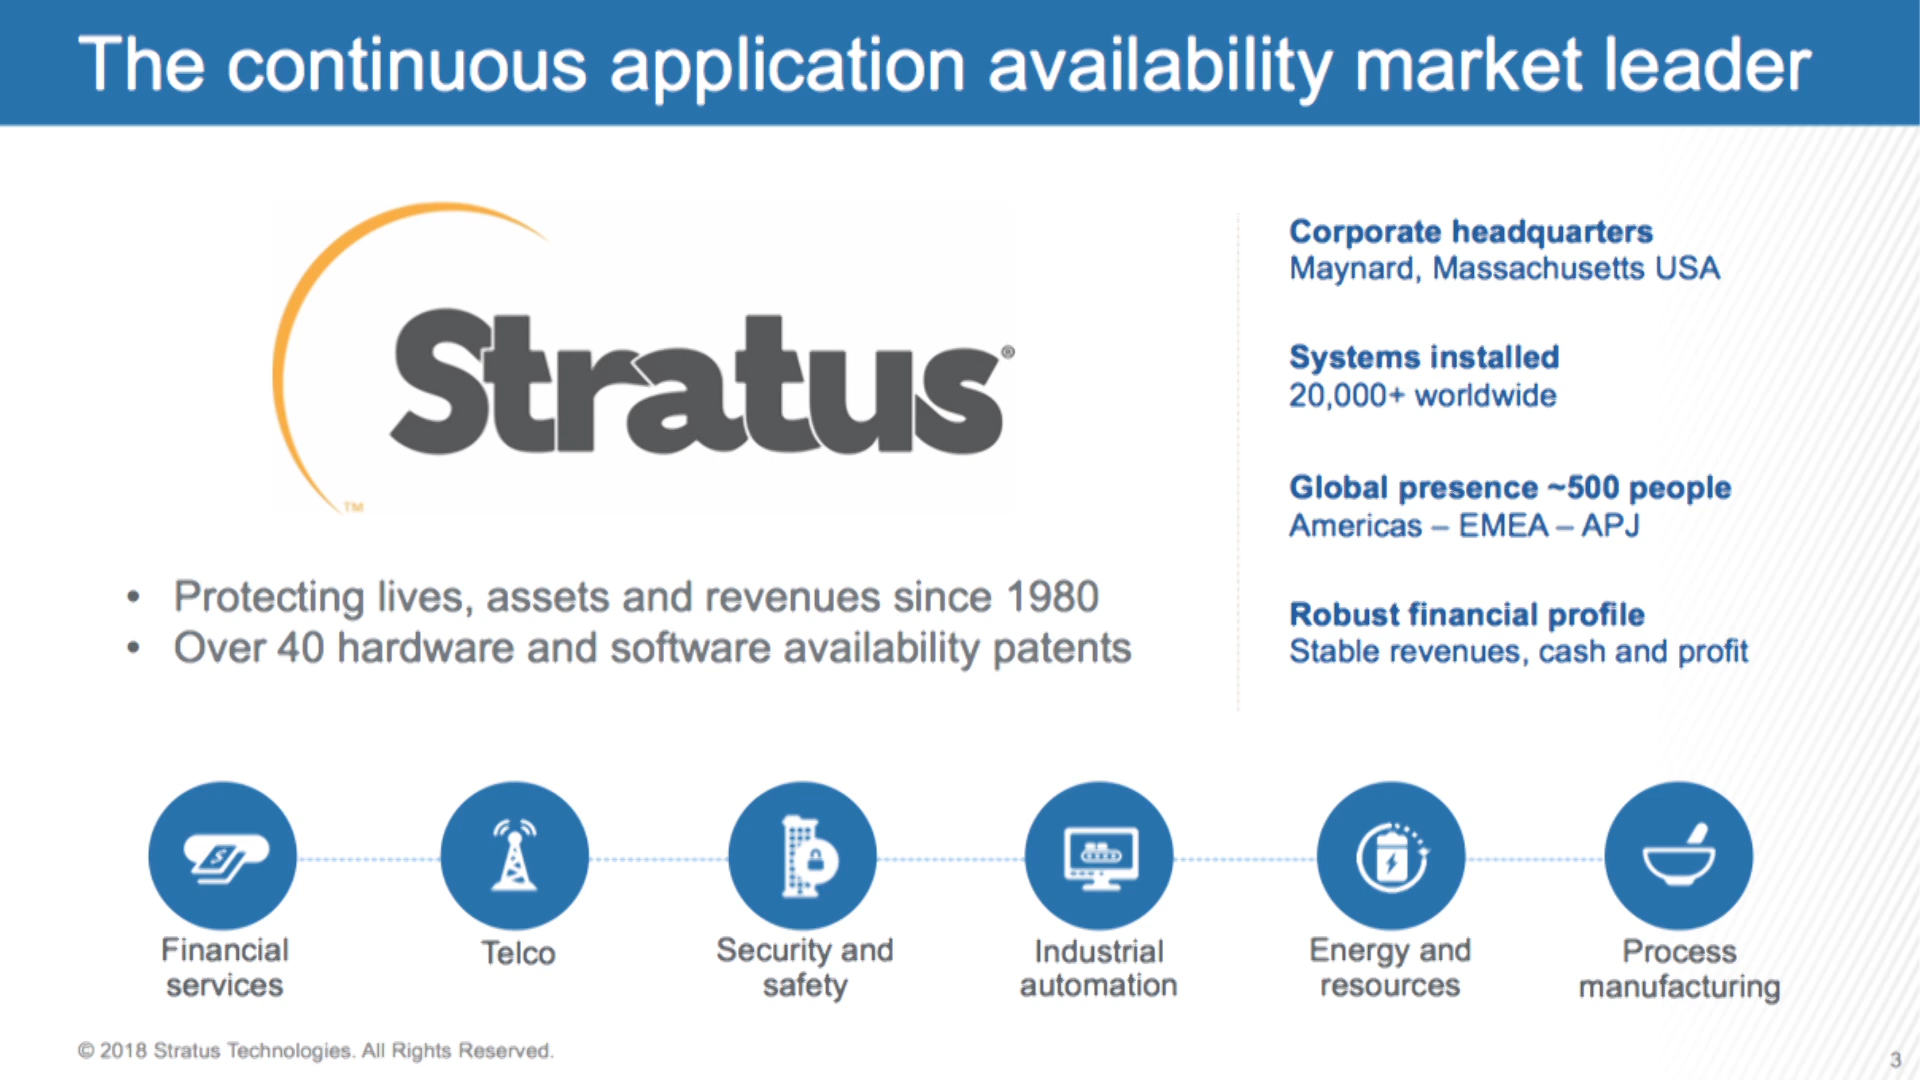 The continuous application availability market leader
Stratus®
TM
• Protecting lives, assets and revenues since 1980
• Over 40 hardware and software availability patents
Corporate headquarters
Maynard, Massachusetts USA
Systems installed
20,000+ worldwide
Global presence ~500 people
Americas – EMEA – APJ
Robust financial profile
Stable revenues, cash and profit
Financial
services
Telco
Security and
safety
Industrial
automation
Energy and
resources
Process
manufacturing
© 2018 Stratus Technologies. All Rights Reserved.
3